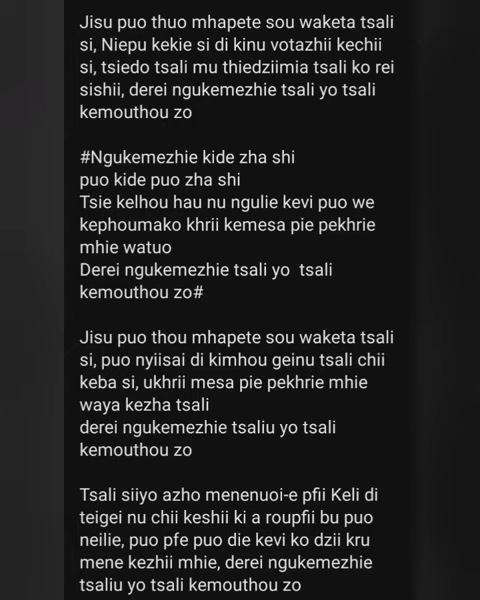 Jisu puo thuo mhapete sou waketa tsali
si, Niepu kekie si di kinu votazhii kechii
si, tsiedo tsali mu thiedziimia tsali ko rei
sishii, derei ngukemezhie tsali yo tsali
kemouthou zo
#Ngukemezhie kide zha shi
puo kide puo zha shi
Tsie kelhou hau nu ngulie kevi puo we
kephoumako khrii kemesa pie pekhrie
mhie watuo
Derei ngukemezhie tsali yo tsali
kemouthou zo#
Jisu puo thou mhapete sou waketa tsali
si, puo nyiisai di kimhou geinu tsali chii
keba si, ukhrii mesa pie pekhrie mhie
waya kezha tsali
derei ngukemezhie tsaliu yo tsali
kemouthou zo
Tsali siiyo azho menenuoi-e pfii Keli di
teigei nu chii keshii ki a roupfii bu puo
neilie, puo pfe puo die kevi ko dzii kru
mene kezhii mhie, derei ngukemezhie
tsaliu yo tsali kemouthou zo